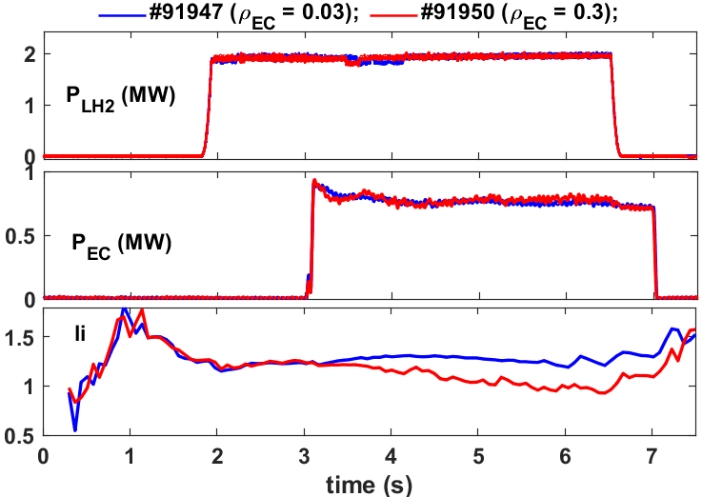 #91947 (ρEC = 0.03); #91950 (ρEC = 0.3);
2
PLH2 (MW)
1
0
1
0.5
PEC (MW)
0
li
1.5
1
0.5
0 1 2 3 4 5 6 7
time (s)